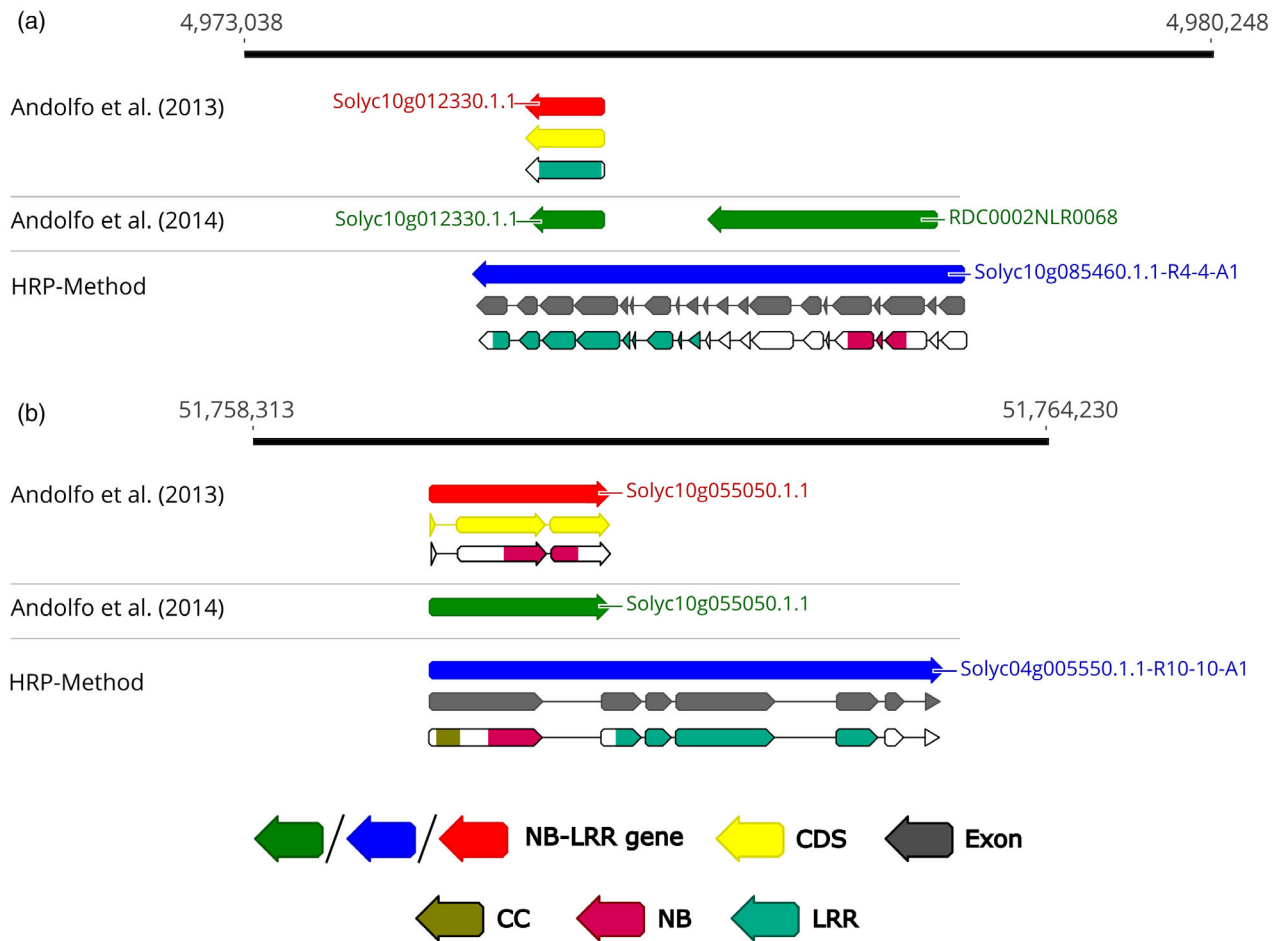 (a)
4,973,038 4,980,248
Andolfo et al. (2013)
Solyc10g012330.1.1
Andolfo et al. (2014)
Solyc10g012330.1.1
RDC0002NLR0068
HRP-Method
Solyc10g085460.1.1-R4-4-A1
(b)
51,758,313 51,764,230
Andolfo et al. (2013)
Solyc10g055050.1.1
Andolfo et al. (2014)
Solyc10g055050.1.1
HRP-Method
Solyc04g005550.1.1-R10-10-A1
/ / NB-LRR gene CDS Exon
CC NB LRR